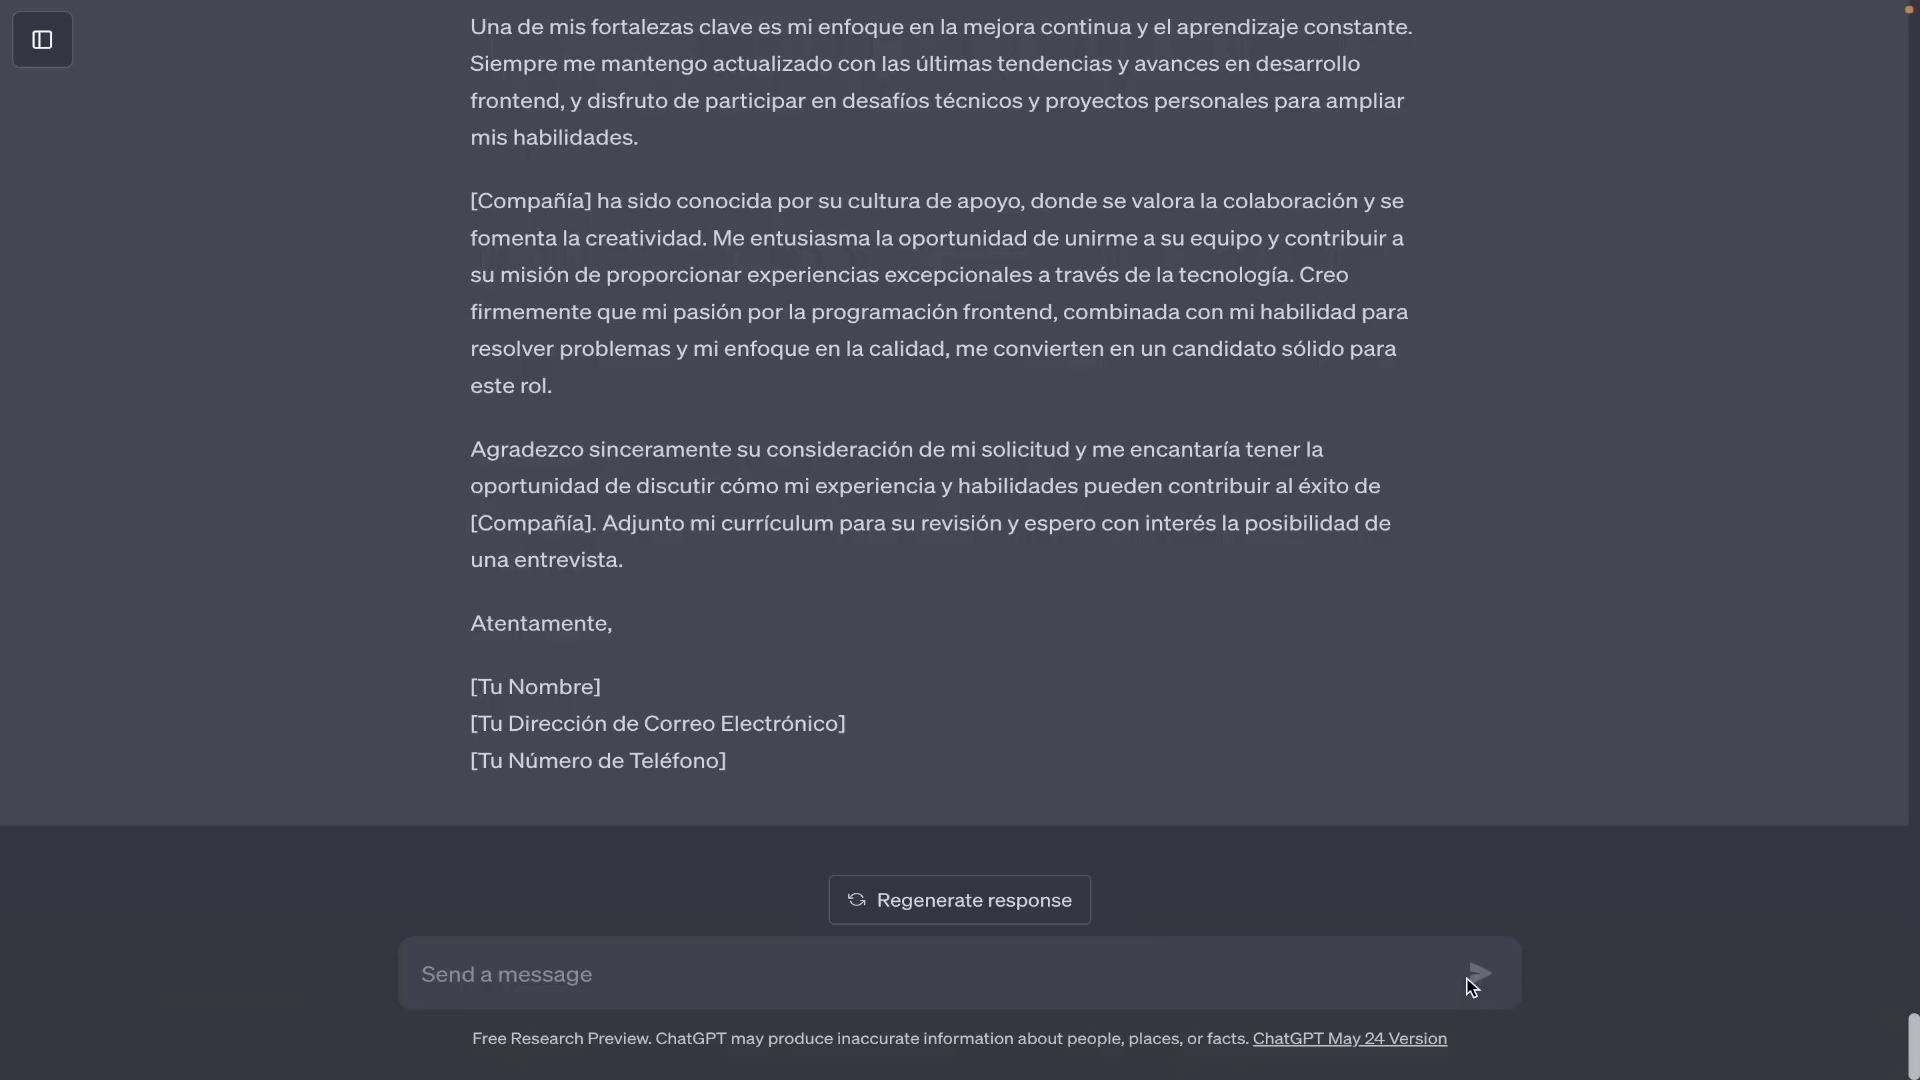 Una de mis fortalezas clave es mi enfoque en la mejora continua y el aprendizaje constante.
Siempre me mantengo actualizado con las últimas tendencias y avances en desarrollo
frontend, y disfruto de participar en desafíos técnicos y proyectos personales para ampliar
mis habilidades.
[Compañía] ha sido conocida por su cultura de apoyo, donde se valora la colaboración y se
fomenta la creatividad. Me entusiasma la oportunidad de unirme a su equipo y contribuir a
su misión de proporcionar experiencias excepcionales a través de la tecnología. Creo
firmemente que mi pasión por la programación frontend, combinada con mi habilidad para
resolver problemas y mi enfoque en la calidad, me convierten en un candidato sólido para
este rol.
Agradezco sinceramente su consideración de mi solicitud y me encantaría tener la
oportunidad de discutir cómo mi experiencia y habilidades pueden contribuir al éxito de
[Compañía]. Adjunto mi currículum para su revisión y espero con interés la posibilidad de
una entrevista.
Atentamente,
[Tu Nombre]
[Tu Dirección de Correo Electrónico]
[Tu Número de Teléfono]
Regenerate response
Send a message
Free Research Preview. ChatGPT may produce inaccurate information about people, places, or facts. ChatGPT May 24 Version